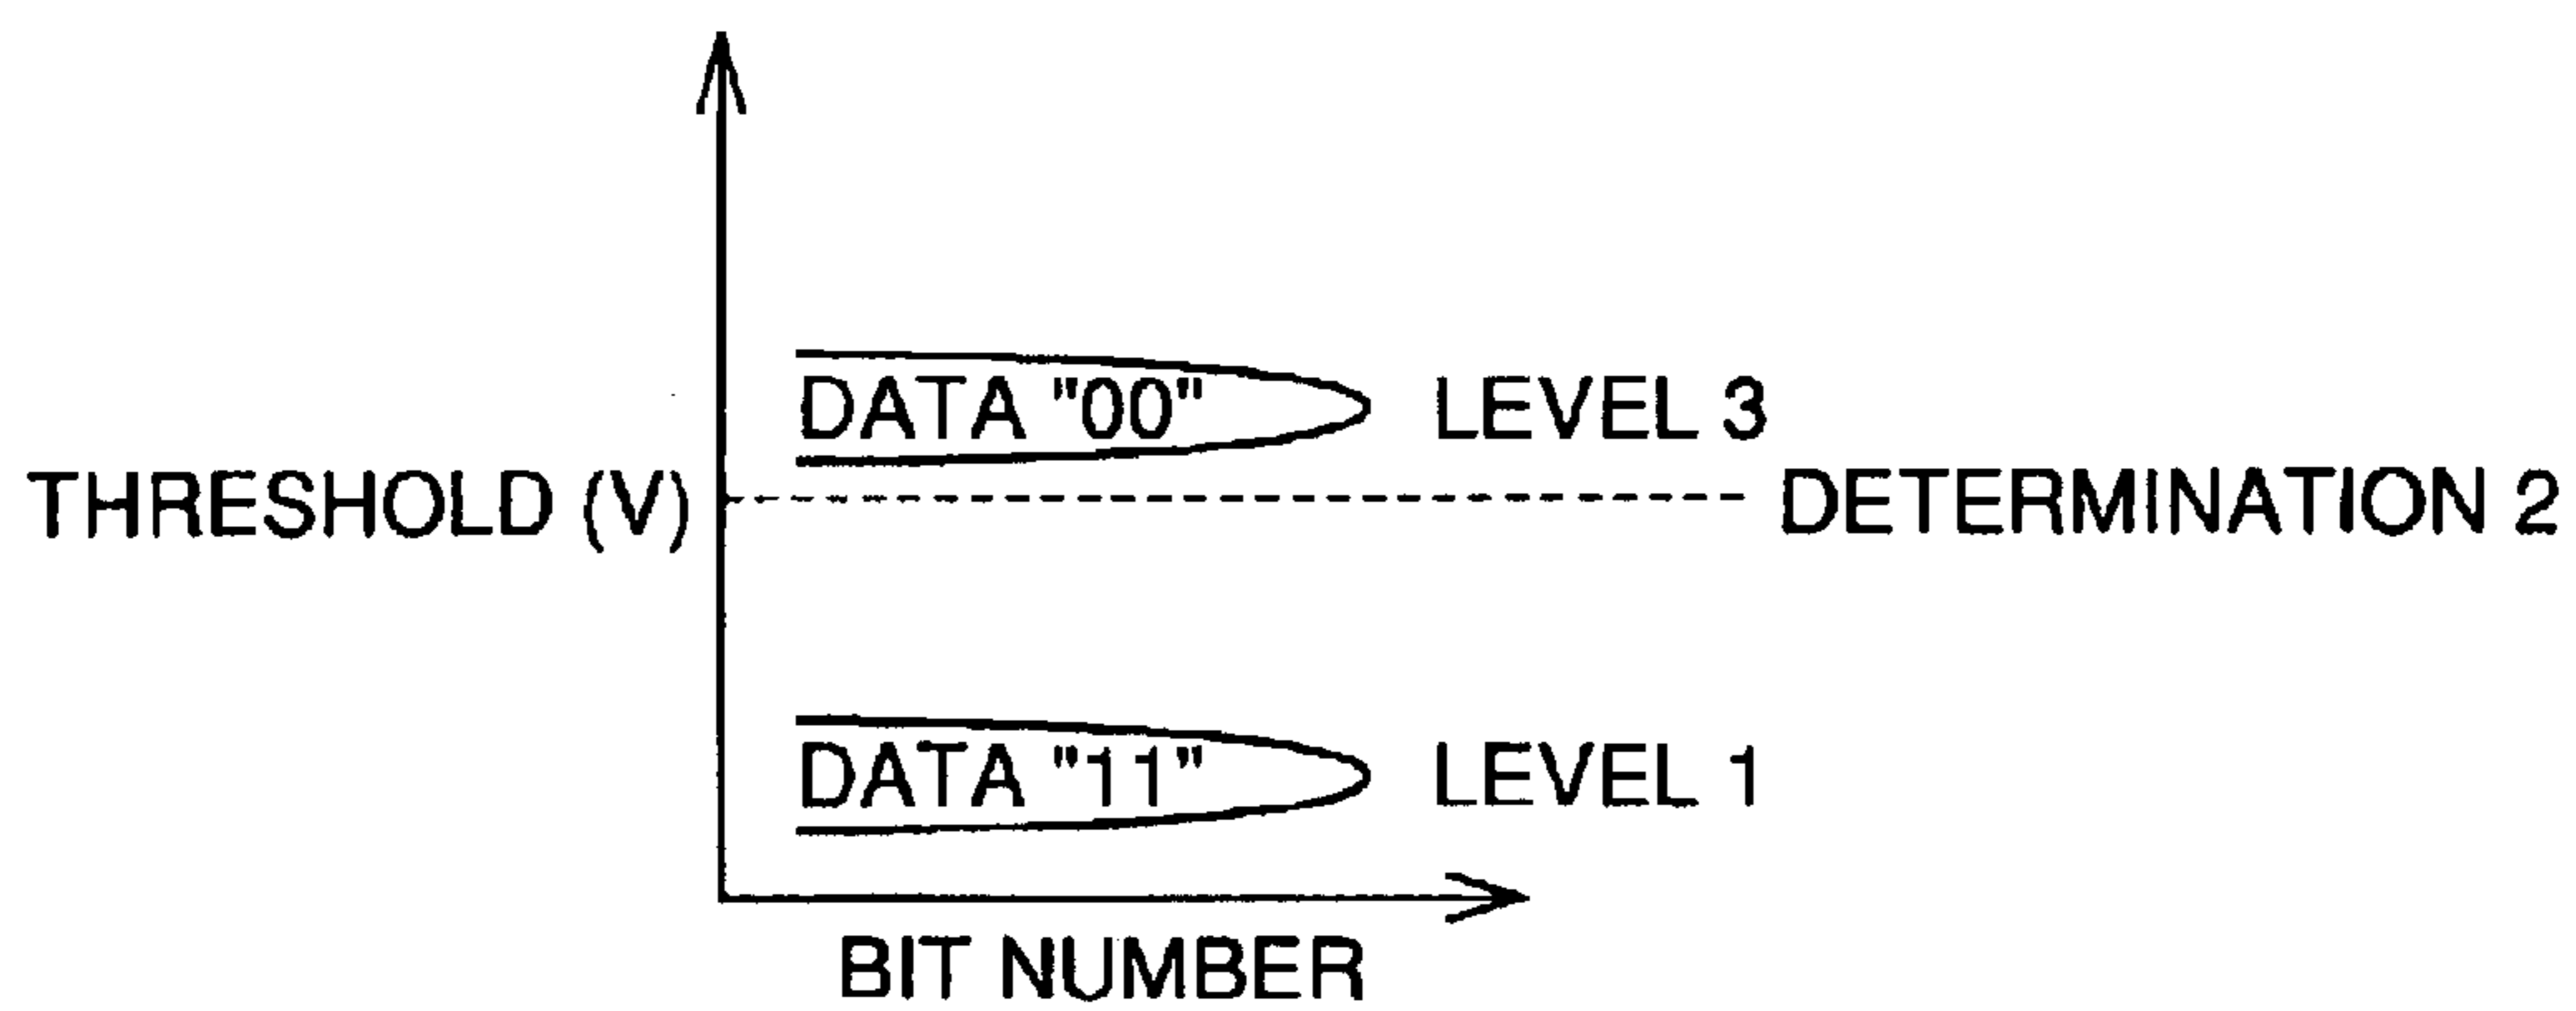 DATA "00" LEVEL 3
THRESHOLD (V) DETERMINATION 2
DATA "11" LEVEL 1
BIT NUMBER